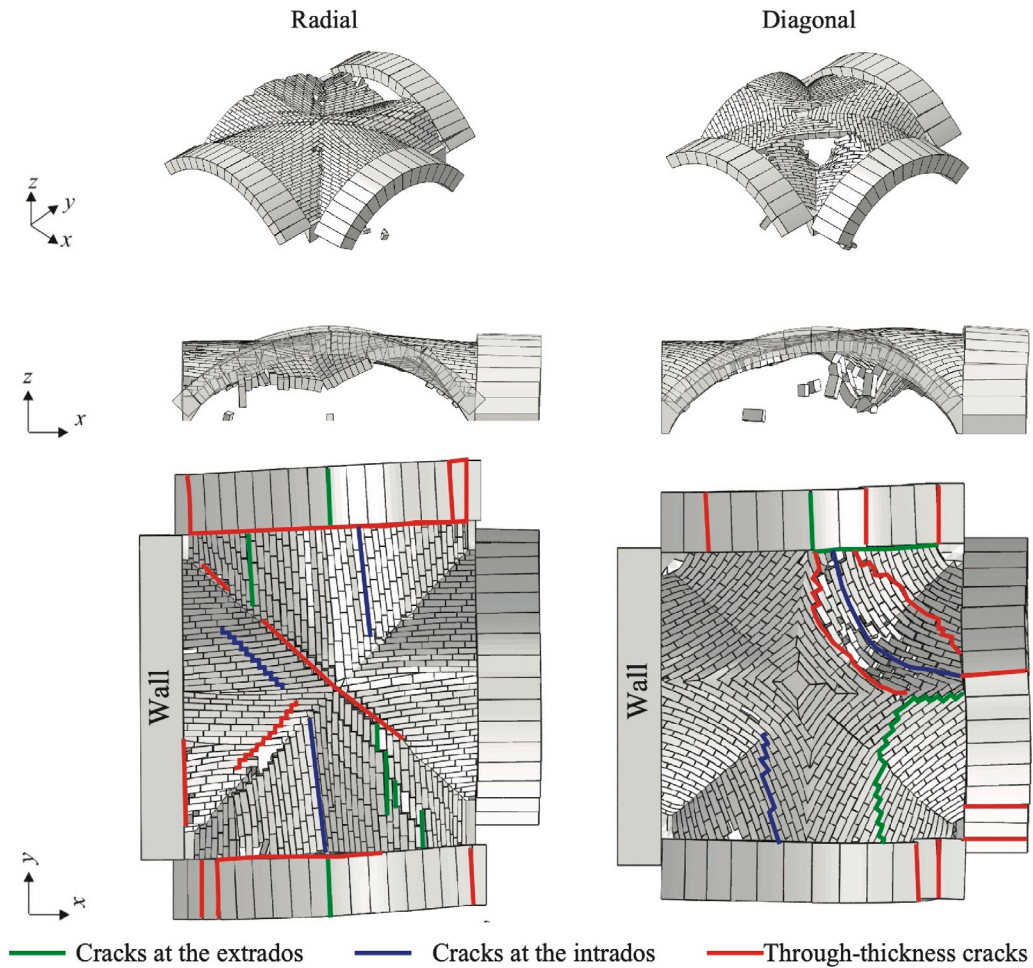 Radial Diagonal
z
y
x
z
x
z
x
Wall
Wall
y
x
y
x
Cracks at the extrados Cracks at the intrados Through-thickness cracks